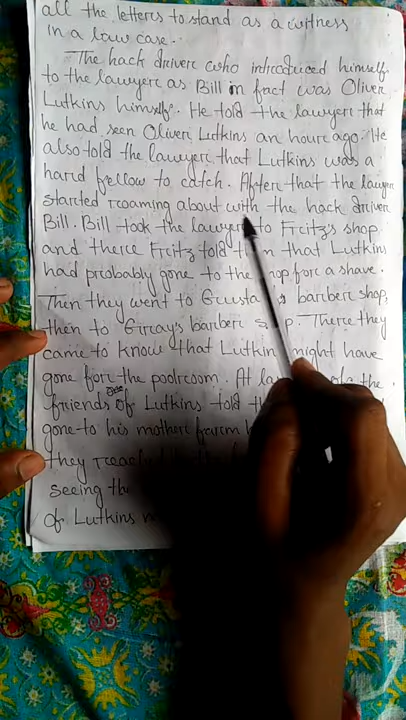 all the letters to stand as a witness
in a law case.
The hack driver who introduced himself
to the lawyer as Bill in fact was Oliver
Lutkins himself. He told the lawyer that
he had seen Oliver Lutkins an hour ago. He
also told the lawyer that Lutkins was a
hard fellow to catch. After that the lawyer
started roaming about with the hack driver
Bill. Bill took the lawyer to Fritz's shop
and there Fritz told that Lutkins
had probably gone to the for a shave.
Then they went to barber shop,
then to Gray's barber There they
came to know that Lutkins might have
gone for the poolroom. At the
friends of Lutkins told
gone to his mother farm
they
seeing
of Lutkins